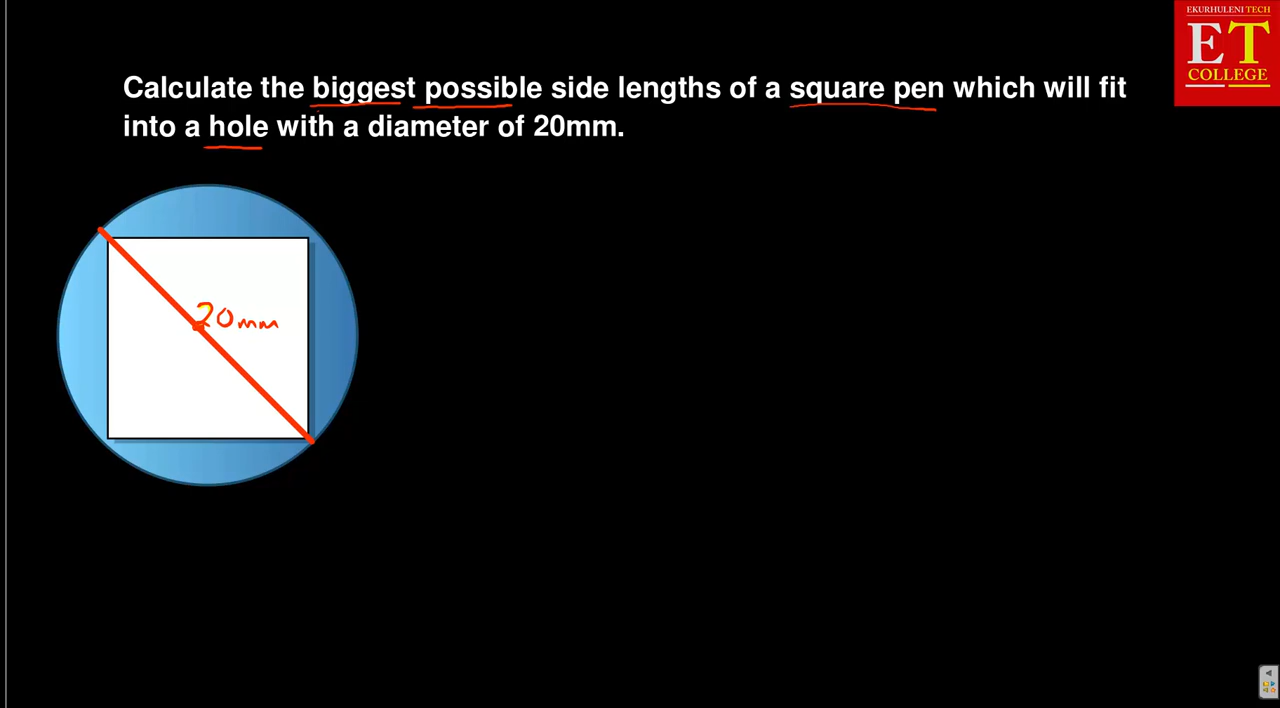 EKURHULENI TECH
ET
COLLEGE
Calculate the biggest possible side lengths of a square pen which will fit
into a hole with a diameter of 20mm.
20mm